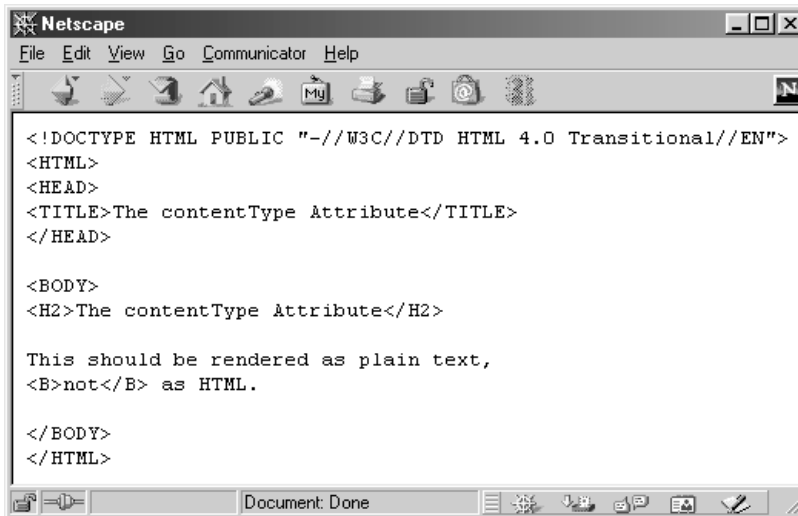 Netscape
File Edit View Go Communicator Help
My
N
<!DOCTYPE HTML PUBLIC "-//W3C//DTD HTML 4.0 Transitional//EN">
<HTML>
<HEAD>
<TITLE>The contentType Attribute</TITLE>
</HEAD>
<BODY>
<H2>The contentType Attribute</H2>
This should be rendered as plain text,
<B>not</B> as HTML.
</BODY>
</HTML>
Document: Done